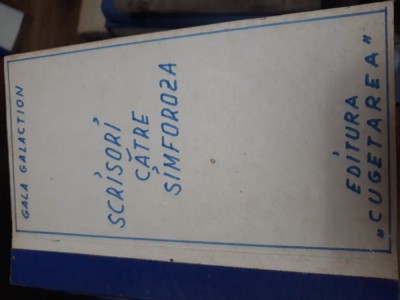 GALA GALACTION
SCRISORI
CĂTRE
SIMFOROZA
EDITURA
„CUGETAREA"